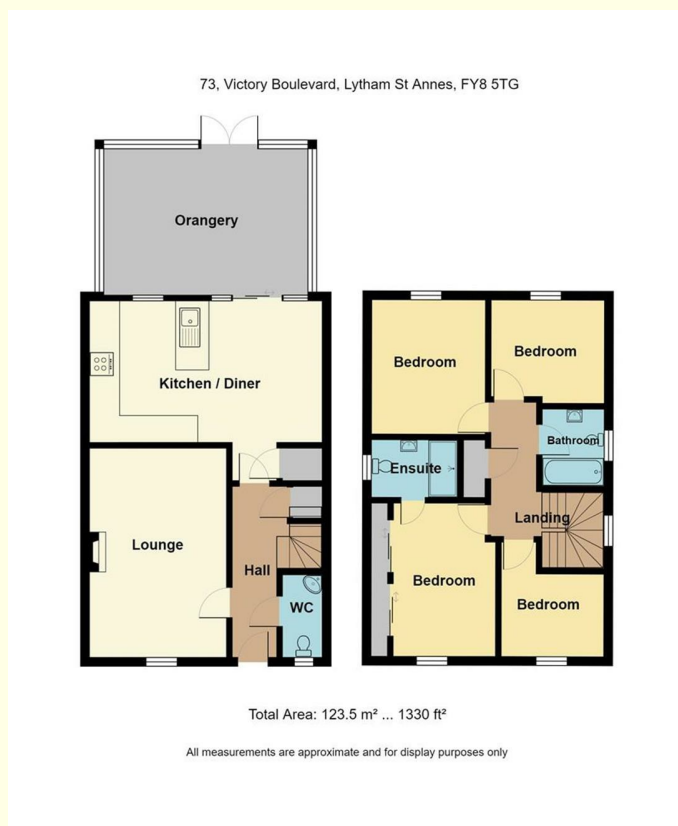 73, Victory Boulevard, Lytham St Annes, FY8 5TG
Orangery
Kitchen / Diner
Lounge
Hall
WC
Bedroom
Bedroom
Bathroom
Ensuite
Landing
Bedroom
Bedroom
Total Area: 123.5 m² ... 1330 ft²
All measurements are approximate and for display purposes only